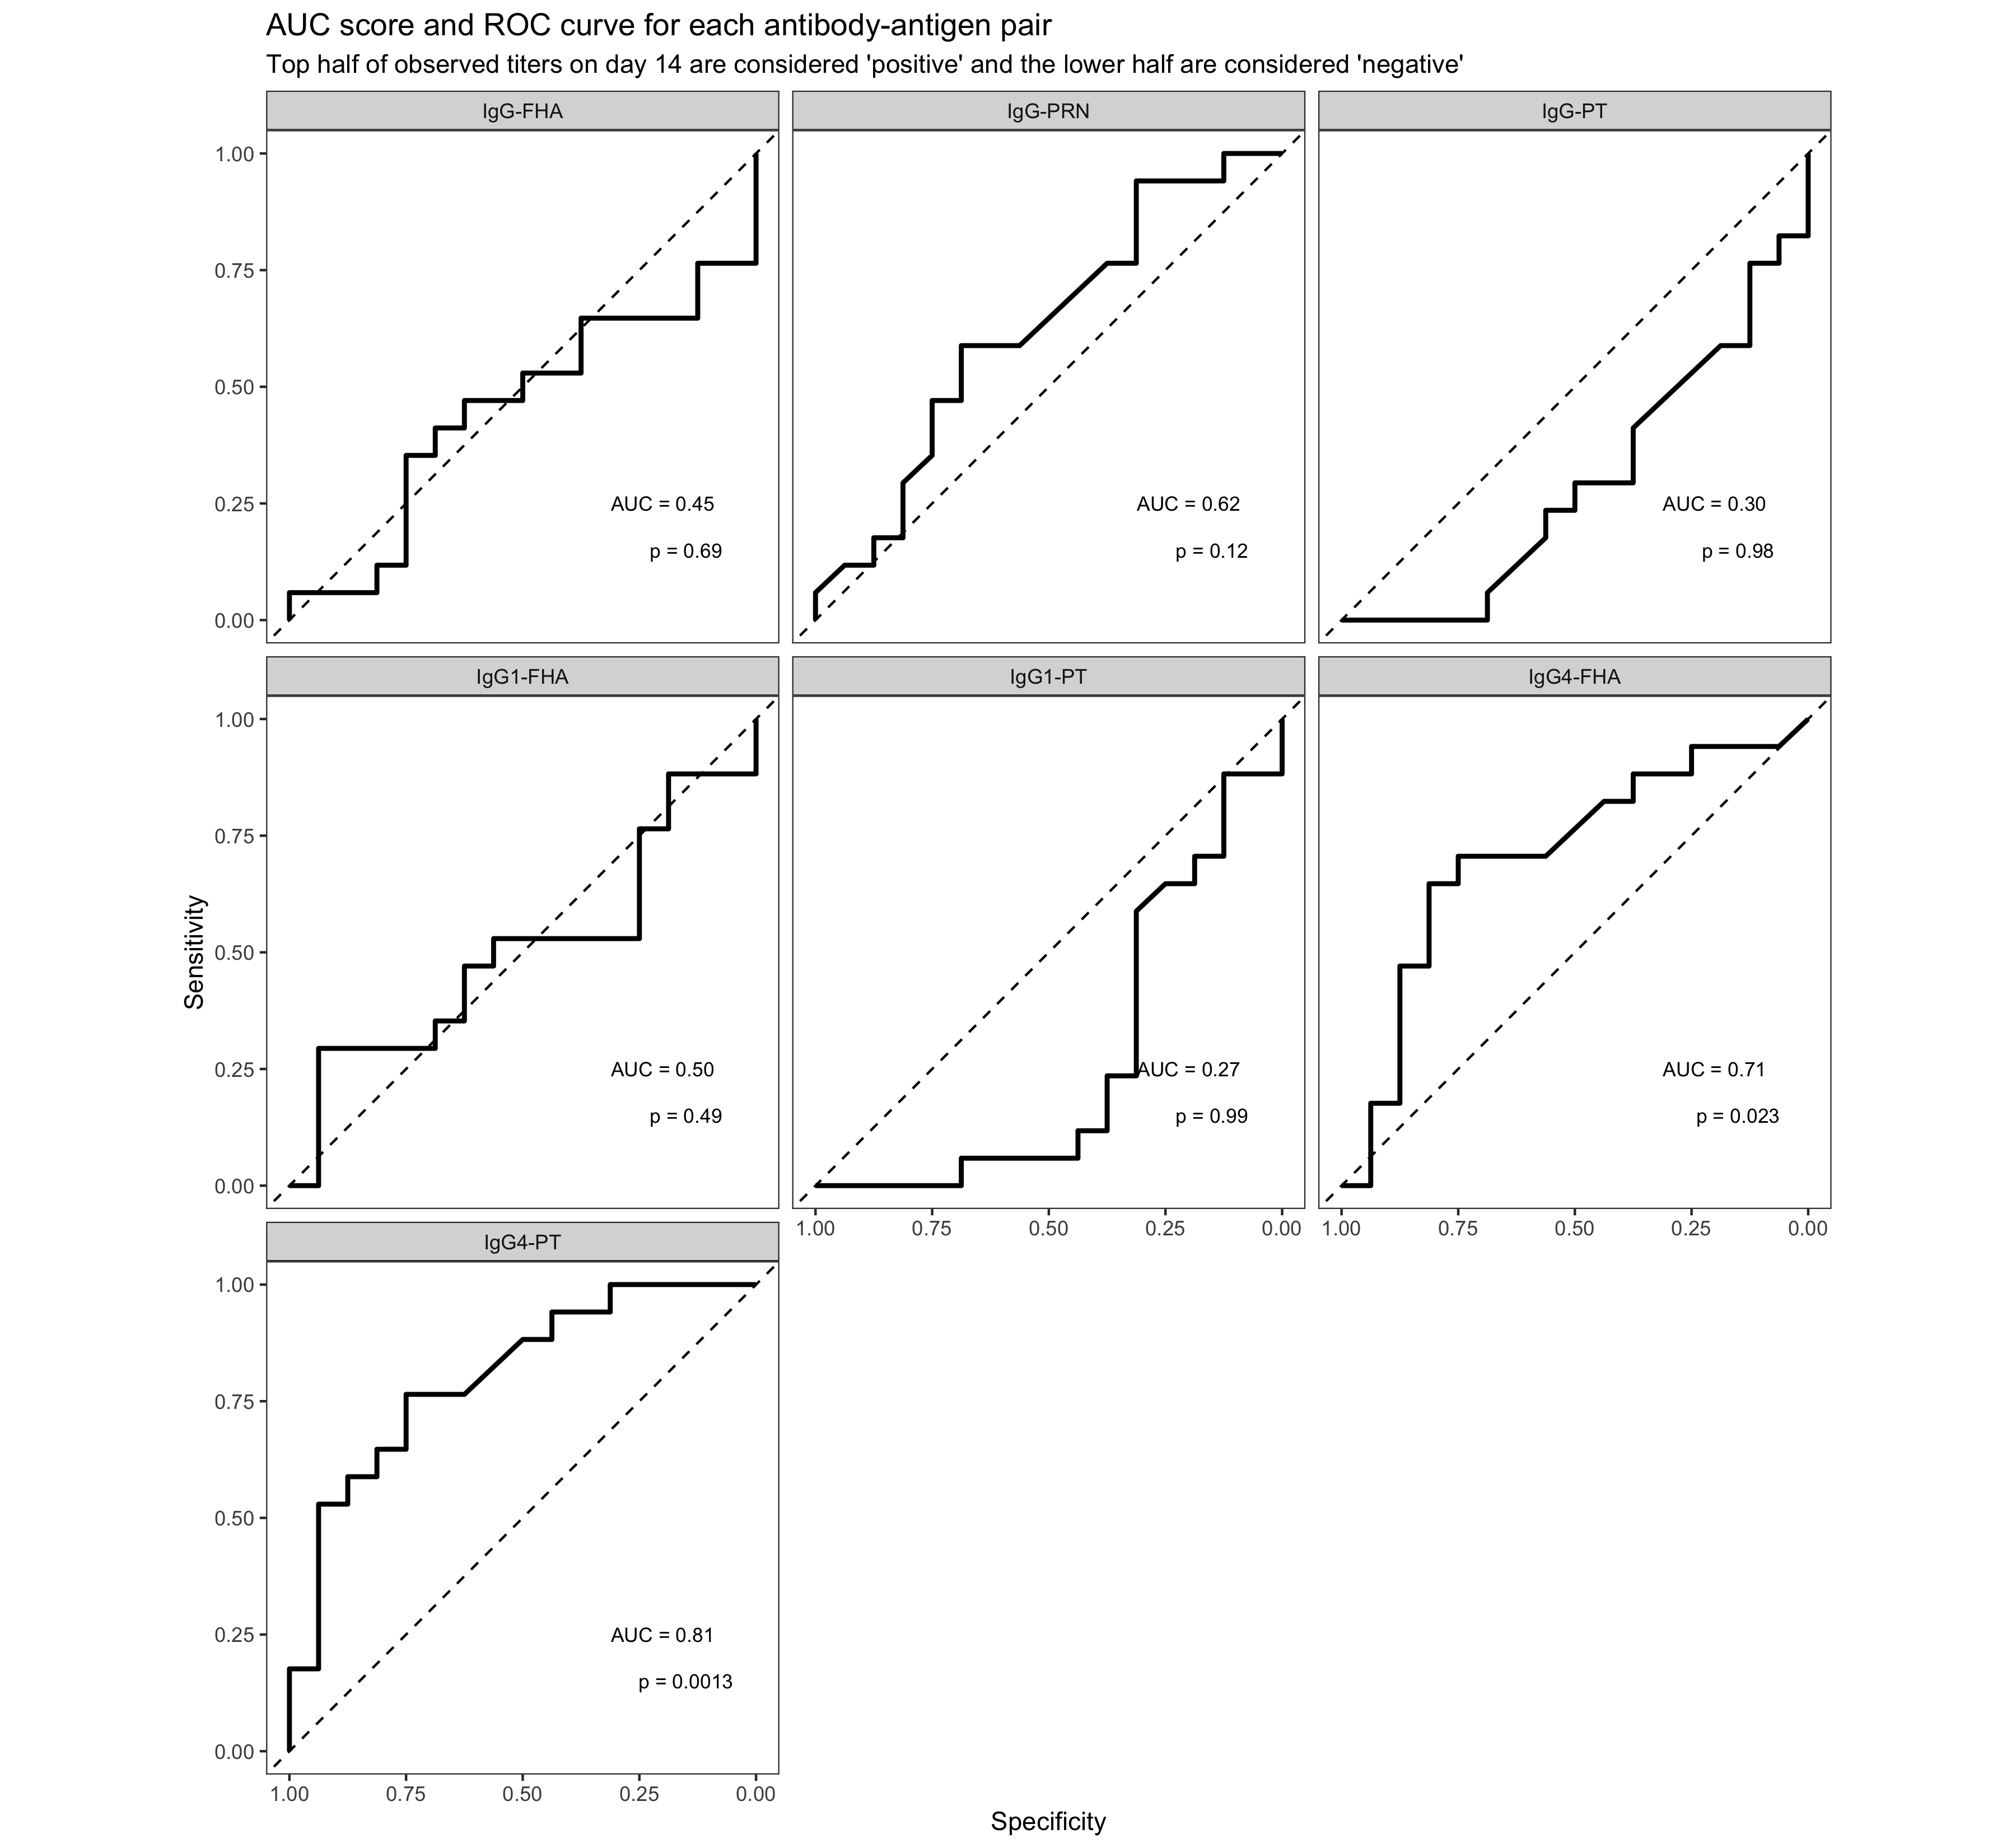 AUC score and ROC curve for each antibody-antigen pair
Top half of observed titers on day 14 are considered 'positive' and the lower half are considered 'negative'
IgG-FHA
IgG-PRN
IgG-PT
1.00
0.75
0.50
0.25
0.00
AUC = 0.45
p = 0.69
AUC = 0.62
p = 0.12
AUC = 0.30
p = 0.98
IgG1-FHA
IgG1-PT
IgG4-FHA
1.00
0.75
0.50
0.25
0.00
AUC = 0.50
p = 0.49
AUC = 0.27
p = 0.99
AUC = 0.71
p = 0.023
1.00 0.75 0.50 0.25 0.00
1.00 0.75 0.50 0.25 0.00
IgG4-PT
1.00
0.75
0.50
0.25
0.00
AUC = 0.81
p = 0.0013
1.00 0.75 0.50 0.25 0.00
Sensitivity
Specificity